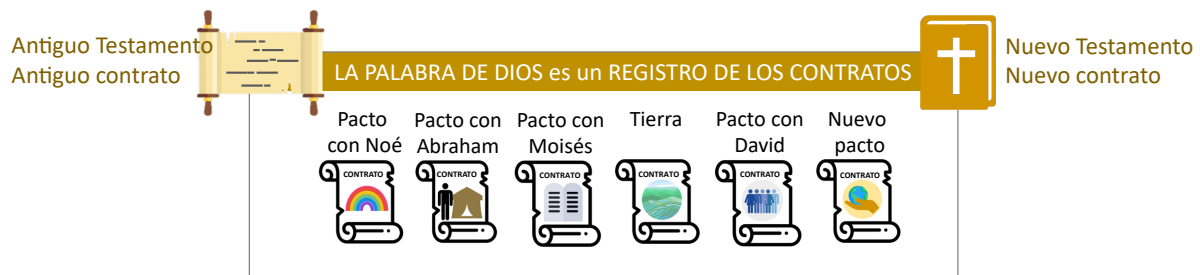 Antiguo Testamento
Antiguo contrato
LA PALABRA DE DIOS es un REGISTRO DE LOS CONTRATOS
Nuevo Testamento
Nuevo contrato
Pacto
con Noé
Pacto con
Abraham
Pacto con
Moisés
Tierra
Pacto con
David
Nuevo
pacto
CONTRATO
CONTRATO
CONTRATO
CONTRATO
CONTRATO
CONTRATO